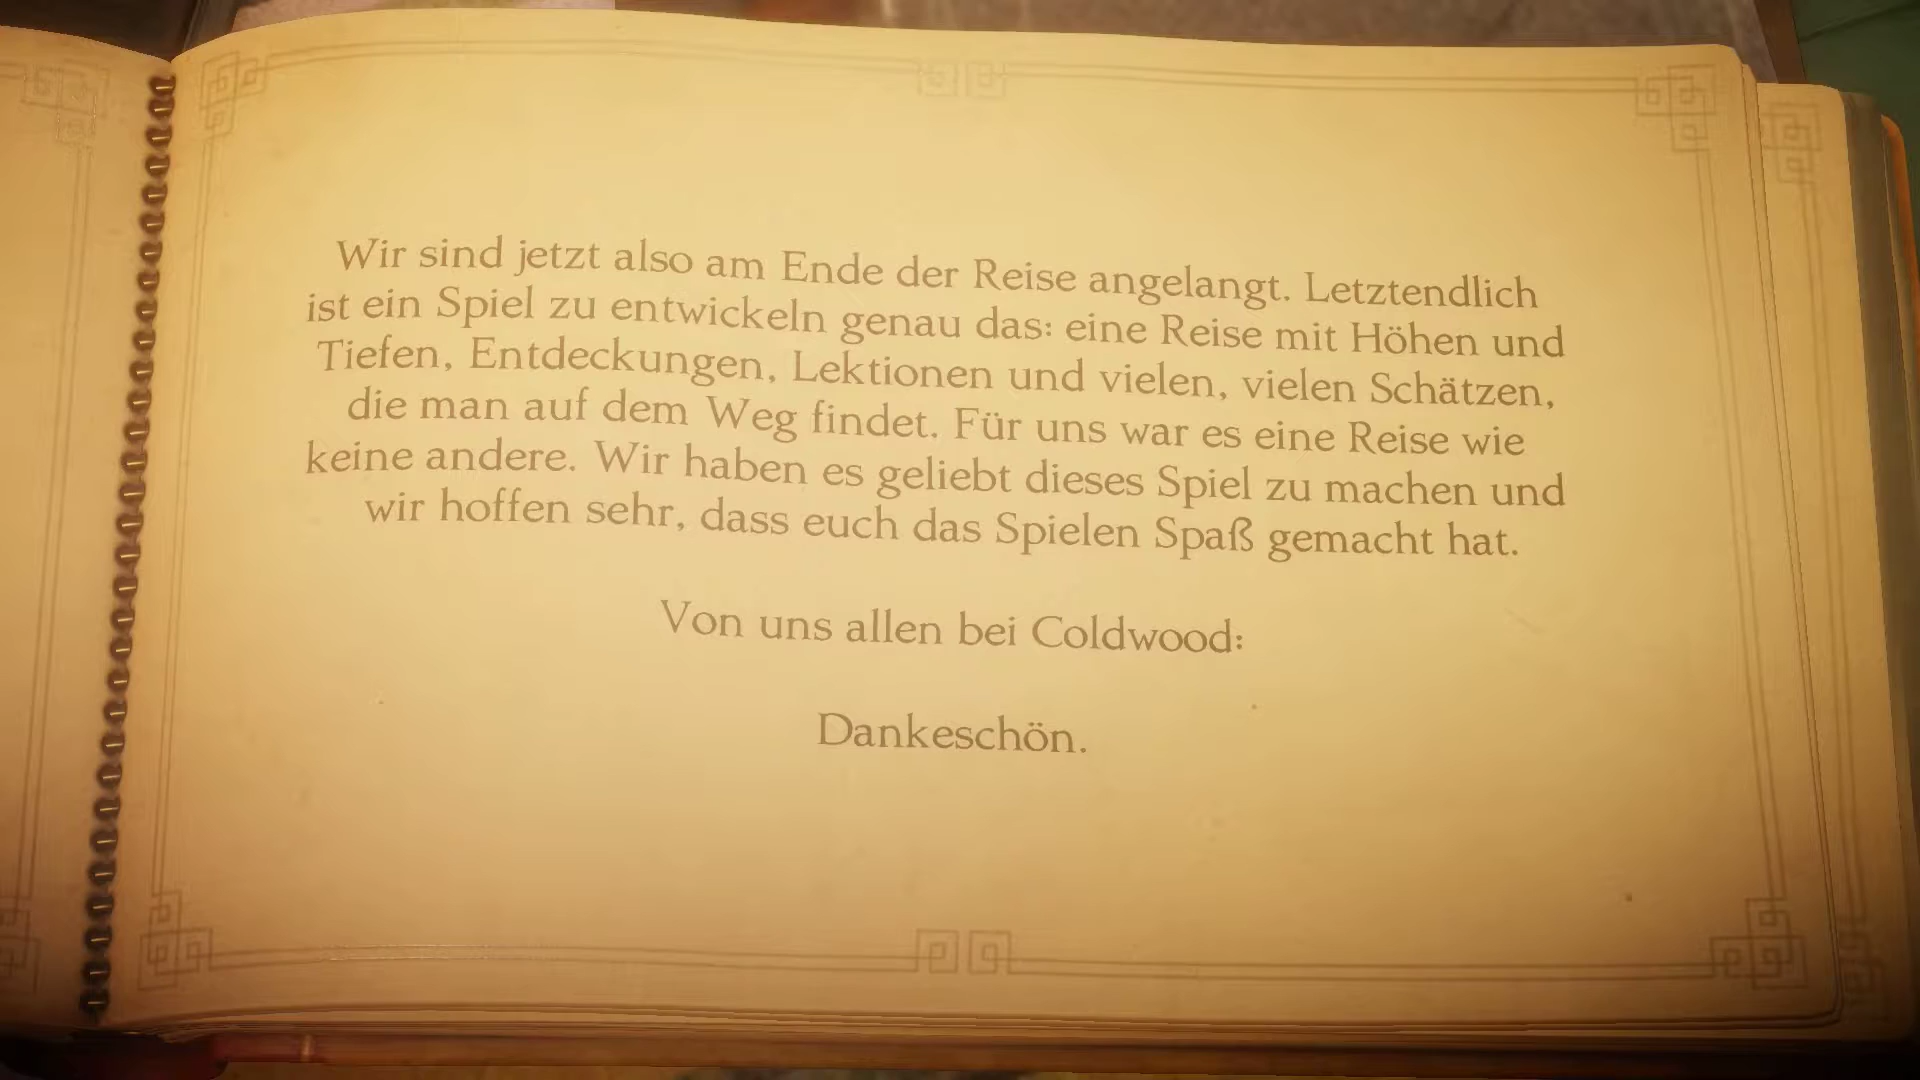 Wir sind jetzt also am Ende der Reise angelangt. Letztendlich
ist ein Spiel zu entwickeln genau das: eine Reise mit Höhen und
Tiefen, Entdeckungen, Lektionen und vielen, vielen Schätzen,
die man auf dem Weg findet. Für uns war es eine Reise wie
keine andere. Wir haben es geliebt dieses Spiel zu machen und
wir hoffen sehr, dass euch das Spielen Spaß gemacht hat.
Von uns allen bei Coldwood:
Dankeschön.